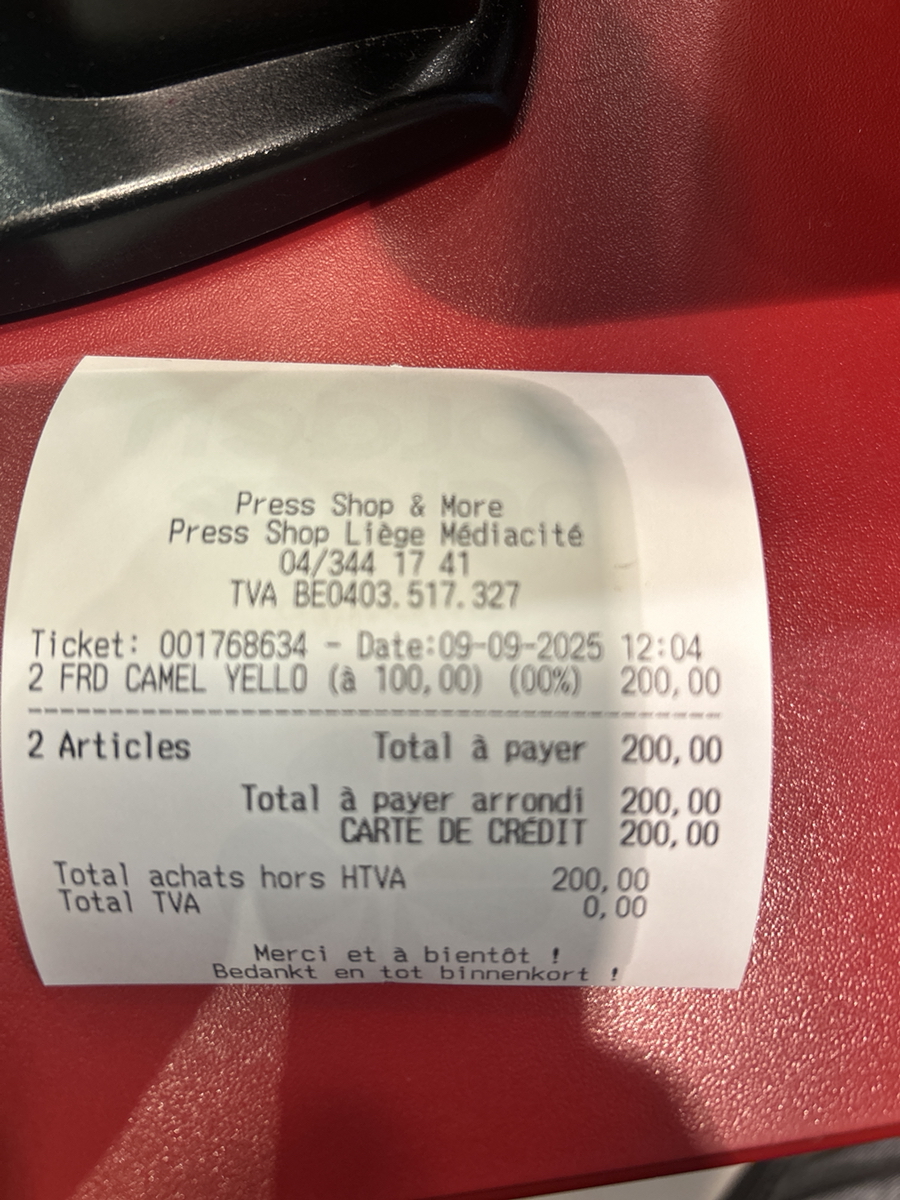 Press Shop & More
Press Shop Liège Médiacité
04/344 17 41
TVA BE0403.517.327
Ticket: 001768634 - Date:09-09-2025 12:04
2 FRD CAMEL YELLO (à 100,00) (00%) 200,00
2 Articles Total à payer 200,00
Total à payer arrondi 200,00
CARTE DE CRÉDIT 200,00
Total achats hors HTVA 200,00
Total TVA 0,00
Merci et à bientôt !
Bedankt en tot binnenkort !